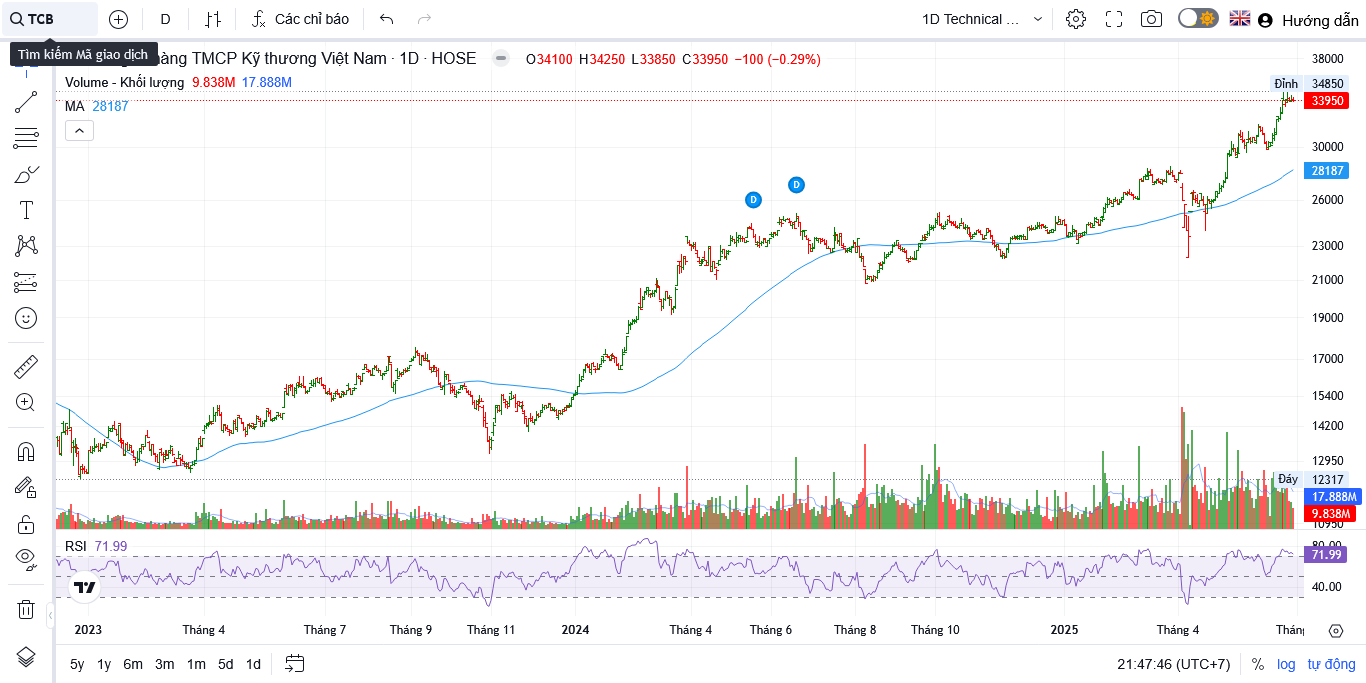 TCB D Các chỉ báo 1D Technical ... Hướng dẫn
Tìm kiếm Mã giao dịch
hàng TMCP Kỹ thương Việt Nam · 1D · HOSE O34100 H34250 L33850 C33950 −100 (−0.29%)
Volume - Khối lượng 9.838M 17.888M
MA 28187
38000
Đỉnh 34850
33950
30000
28187
26000
23000
21000
19000
17000
15400
14200
12950
Đáy 12317
17.888M
9.838M
10950
D
D
RSI 71.99
80.00
71.99
40.00
2023 Tháng 4 Tháng 7 Tháng 9 Tháng 11 2024 Tháng 4 Tháng 6 Tháng 8 Tháng 10 2025 Tháng 4
5y 1y 6m 3m 1m 5d 1d 21:47:46 (UTC+7) % log tự động